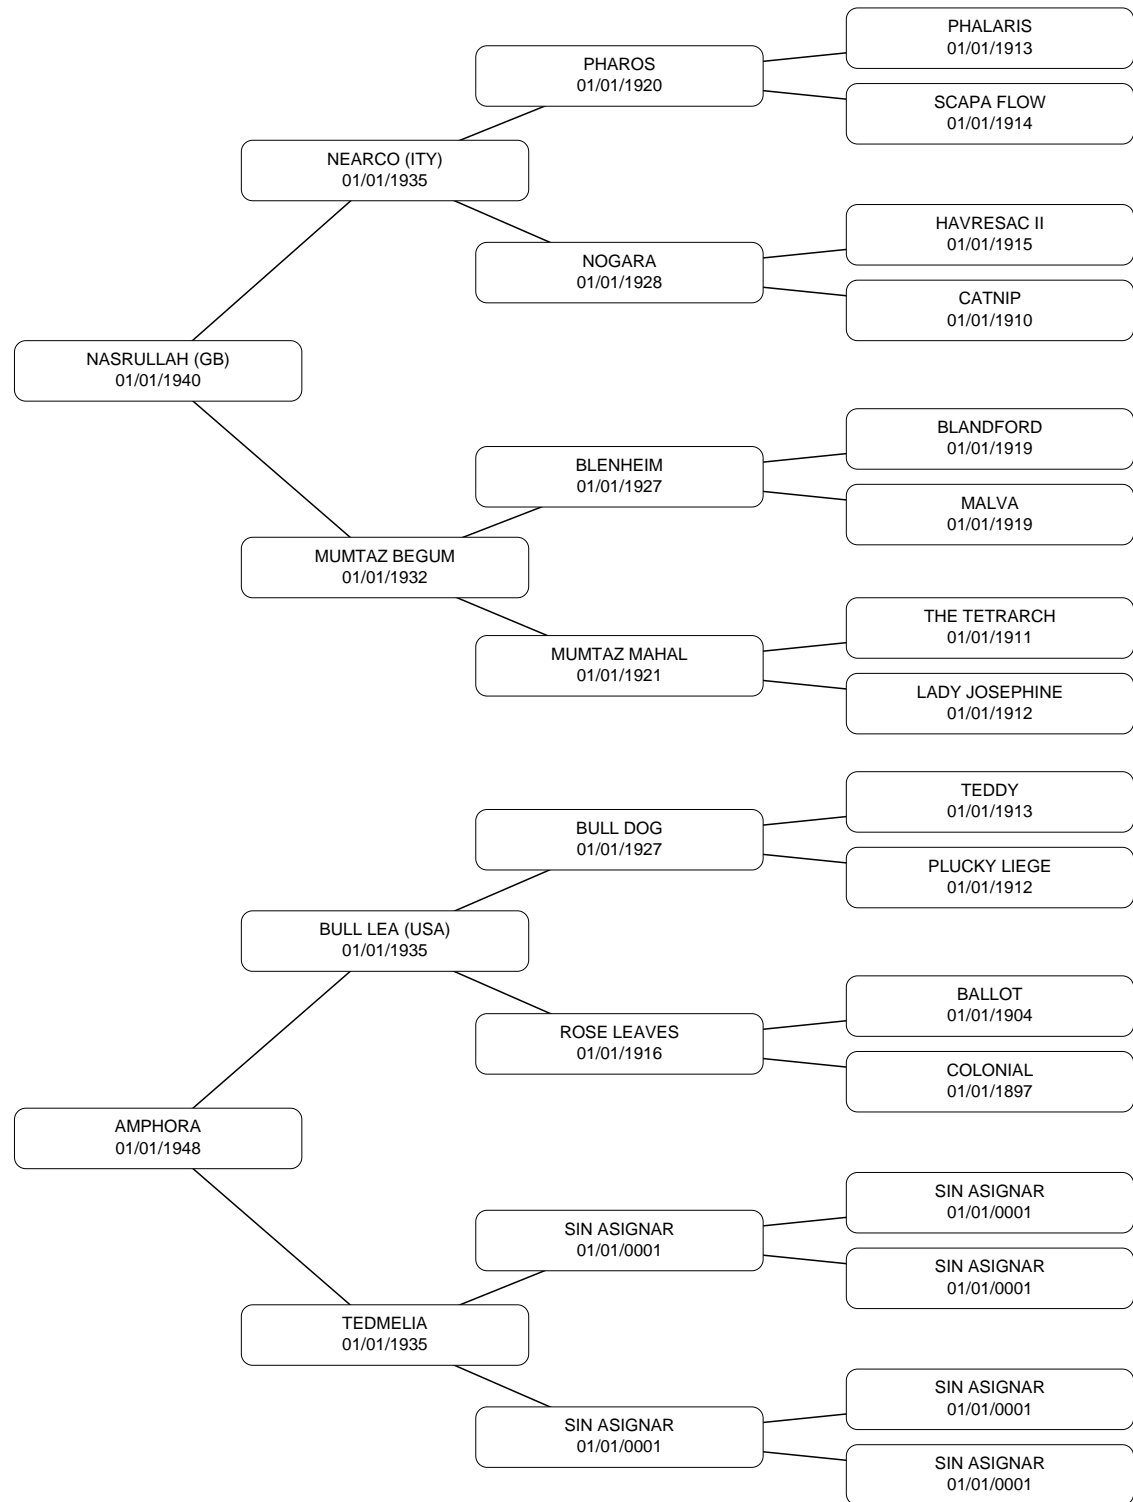 PHALARIS
01/01/1913
PHAROS
01/01/1920
SCAPA FLOW
01/01/1914
NEARCO (ITY)
01/01/1935
HAVRESAC II
01/01/1915
NOGARA
01/01/1928
CATNIP
01/01/1910
NASRULLAH (GB)
01/01/1940
BLANDFORD
01/01/1919
BLENHEIM
01/01/1927
MALVA
01/01/1919
MUMTAZ BEGUM
01/01/1932
THE TETRARCH
01/01/1911
MUMTAZ MAHAL
01/01/1921
LADY JOSEPHINE
01/01/1912
TEDDY
01/01/1913
BULL DOG
01/01/1927
PLUCKY LIEGE
01/01/1912
BULL LEA (USA)
01/01/1935
BALLOT
01/01/1904
ROSE LEAVES
01/01/1916
COLONIAL
01/01/1897
AMPHORA
01/01/1948
SIN ASIGNAR
01/01/0001
SIN ASIGNAR
01/01/0001
SIN ASIGNAR
01/01/0001
TEDMELIA
01/01/1935
SIN ASIGNAR
01/01/0001
SIN ASIGNAR
01/01/0001
SIN ASIGNAR
01/01/0001